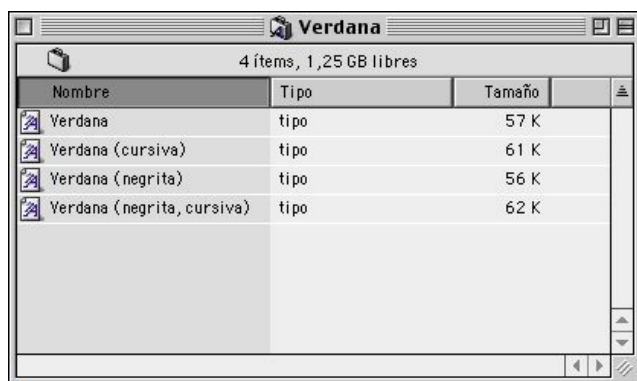 Verdana
4 ítems, 1,25 GB libres
Nombre Tipo Tamaño
Verdana tipo 57 K
Verdana (cursiva) tipo 61 K
Verdana (negrita) tipo 56 K
Verdana (negrita, cursiva) tipo 62 K